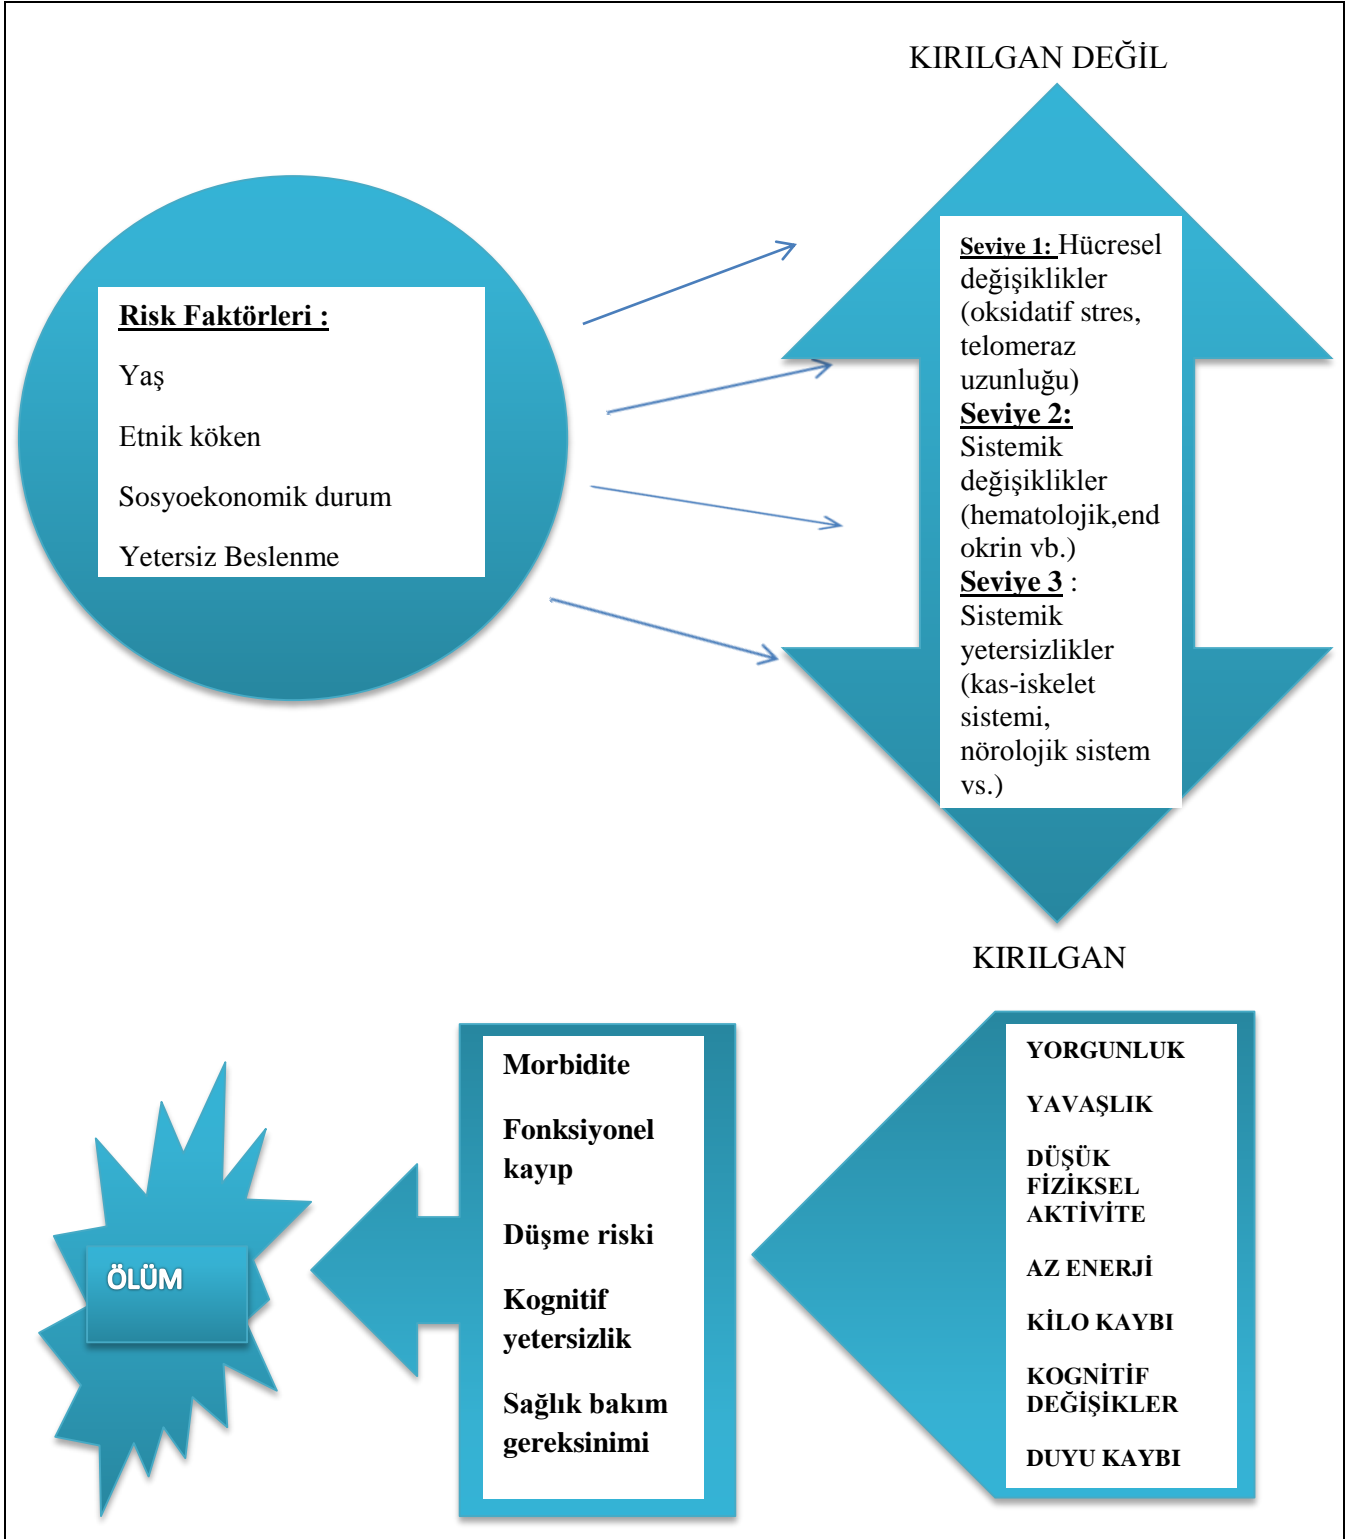 KIRILGAN DEĞİL
Risk Faktörleri :
Yaş
Etnik köken
Sosyoekonomik durum
Yetersiz Beslenme
Seviye 1: Hücresel
değişiklikler
(oksidatif stres,
telomeraz
uzunluğu)
Seviye 2:
Sistemik
değişiklikler
(hematolojik,end
okrin vb.)
Seviye 3 :
Sistemik
yetersizlikler
(kas-iskelet
sistemi,
nörolojik sistem
vs.)
KIRILGAN
YORGUNLUK
YAVAŞLIK
DÜŞÜK
FİZİKSEL
AKTİVİTE
AZ ENERJİ
KİLO KAYBI
KOGNİTİF
DEĞİŞİKLER
DUYU KAYBI
Morbidite
Fonksiyonel
kayıp
Düşme riski
Kognitif
yetersizlik
Sağlık bakım
gereksinimi
ÖLÜM